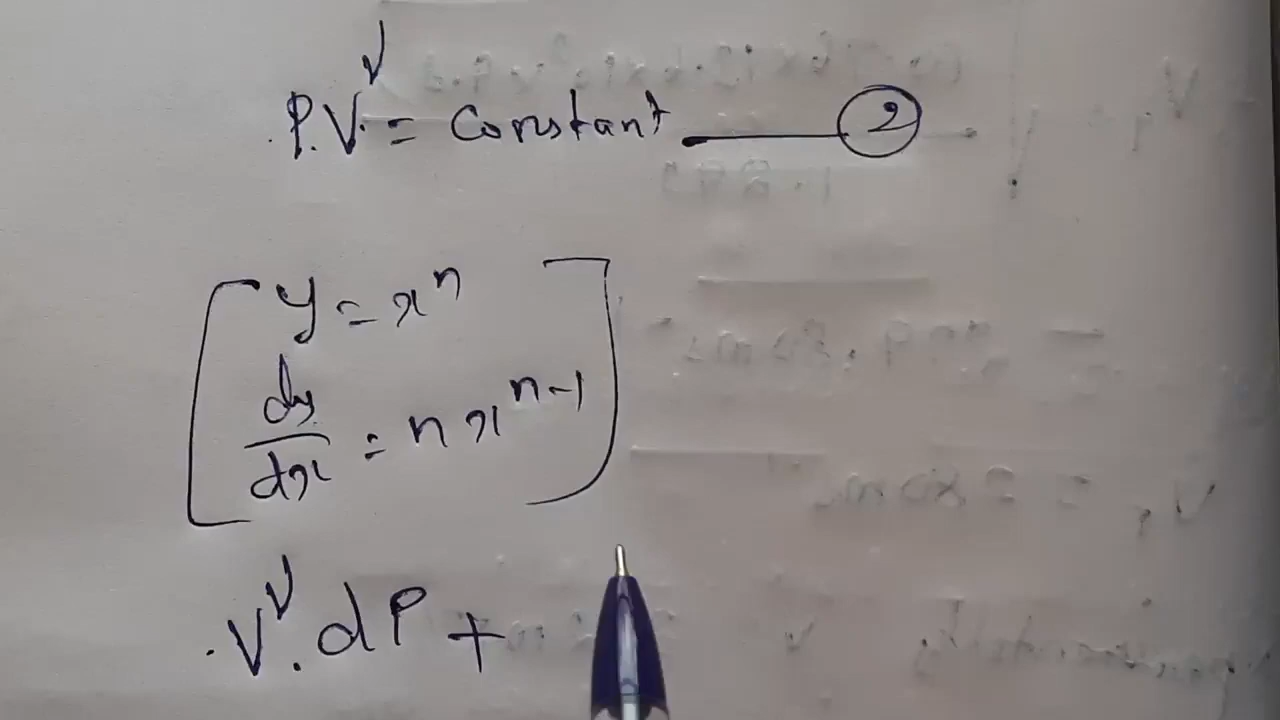 P.V^γ = Constant ——— ②
y = x^n
dy/dx = n x^(n-1)
V^γ . dP +